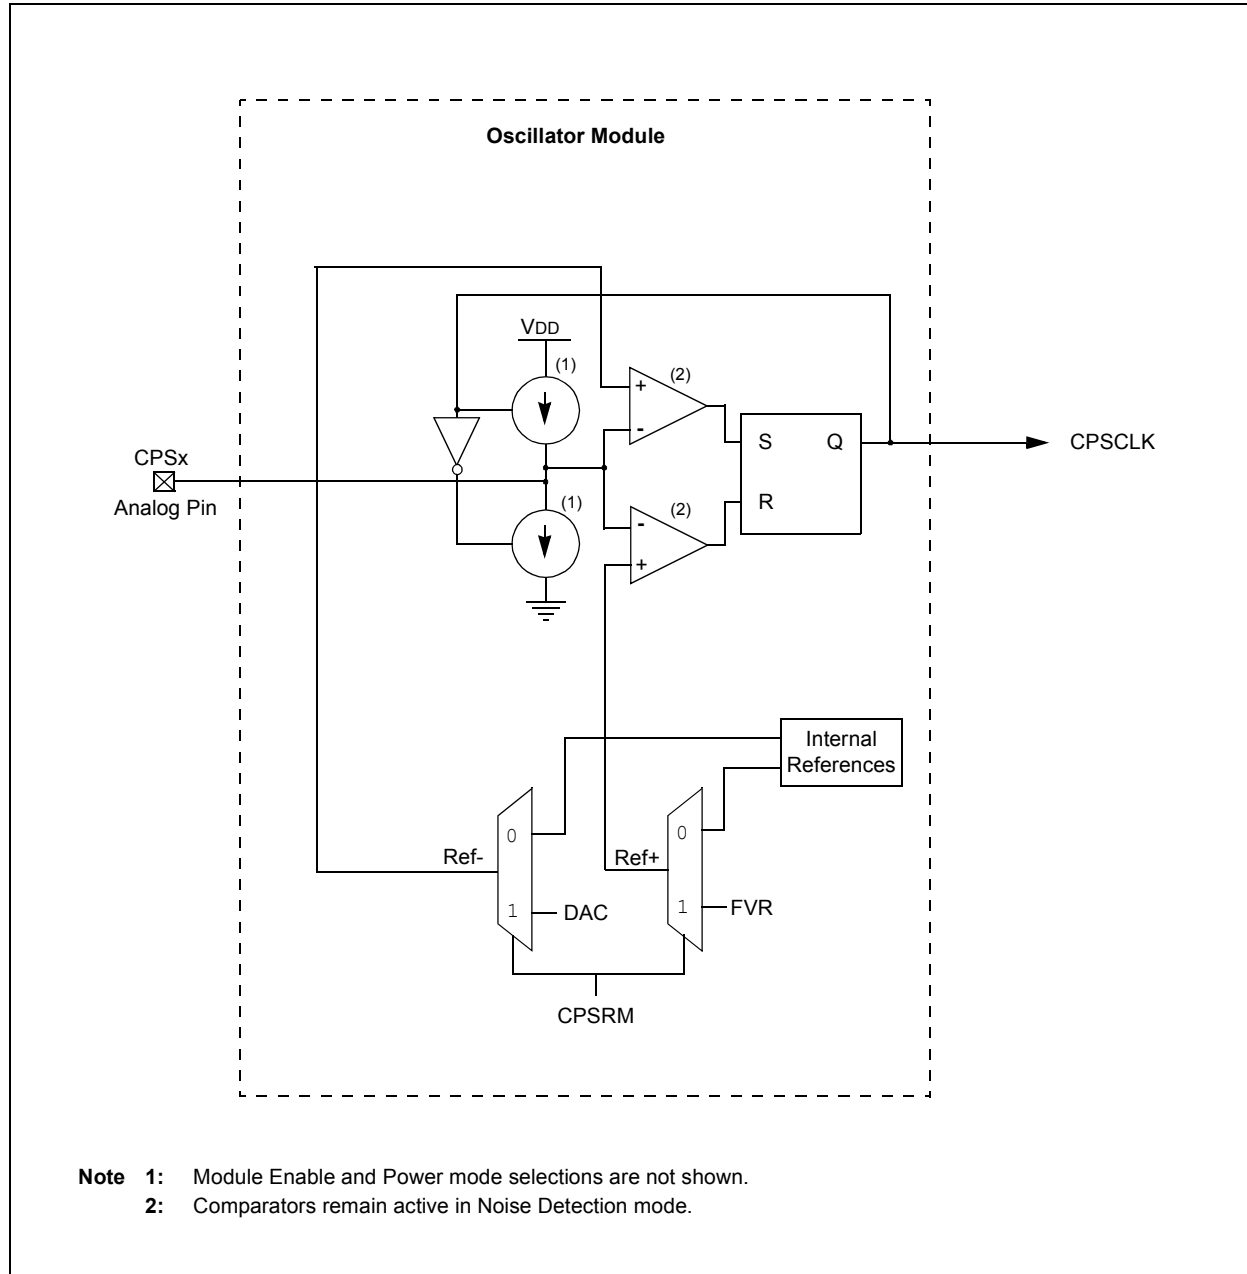 Oscillator Module
VDD
(1)
(2)
+
-
S
Q
CPSCLK
CPSx
Analog Pin
(1)
(2)
R
-
+
Internal
References
0
0
Ref-
Ref+
1
DAC
1
FVR
CPSRM
Note 1: Module Enable and Power mode selections are not shown.
2: Comparators remain active in Noise Detection mode.